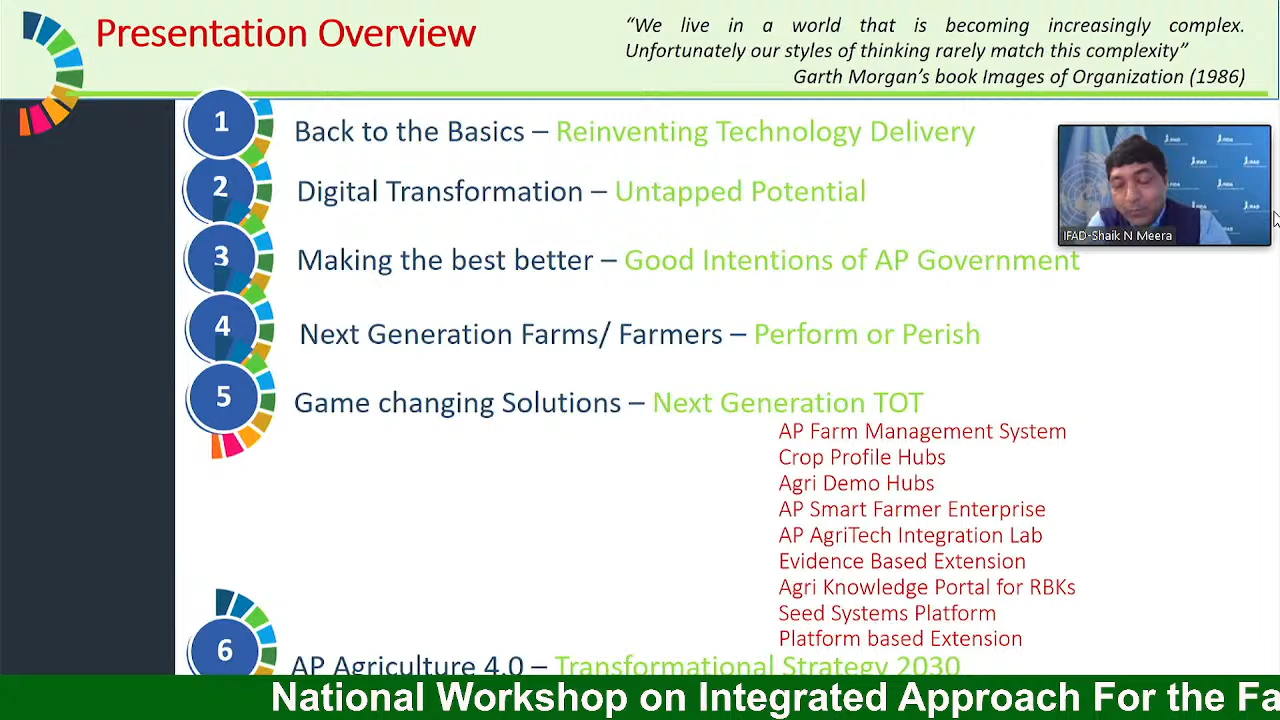 Presentation Overview
“We live in a world that is becoming increasingly complex.
Unfortunately our styles of thinking rarely match this complexity”
Garth Morgan’s book Images of Organization (1986)
1
Back to the Basics – Reinventing Technology Delivery
2
Digital Transformation – Untapped Potential
IFAD-Shaik N Meera
3
Making the best better – Good Intentions of AP Government
4
Next Generation Farms/ Farmers – Perform or Perish
5
Game changing Solutions – Next Generation TOT
AP Farm Management System
Crop Profile Hubs
Agri Demo Hubs
AP Smart Farmer Enterprise
AP AgriTech Integration Lab
Evidence Based Extension
Agri Knowledge Portal for RBKs
Seed Systems Platform
Platform based Extension
6
AP Agriculture 4.0 – Transformational Strategy 2030
National Workshop on Integrated Approach For the Fa